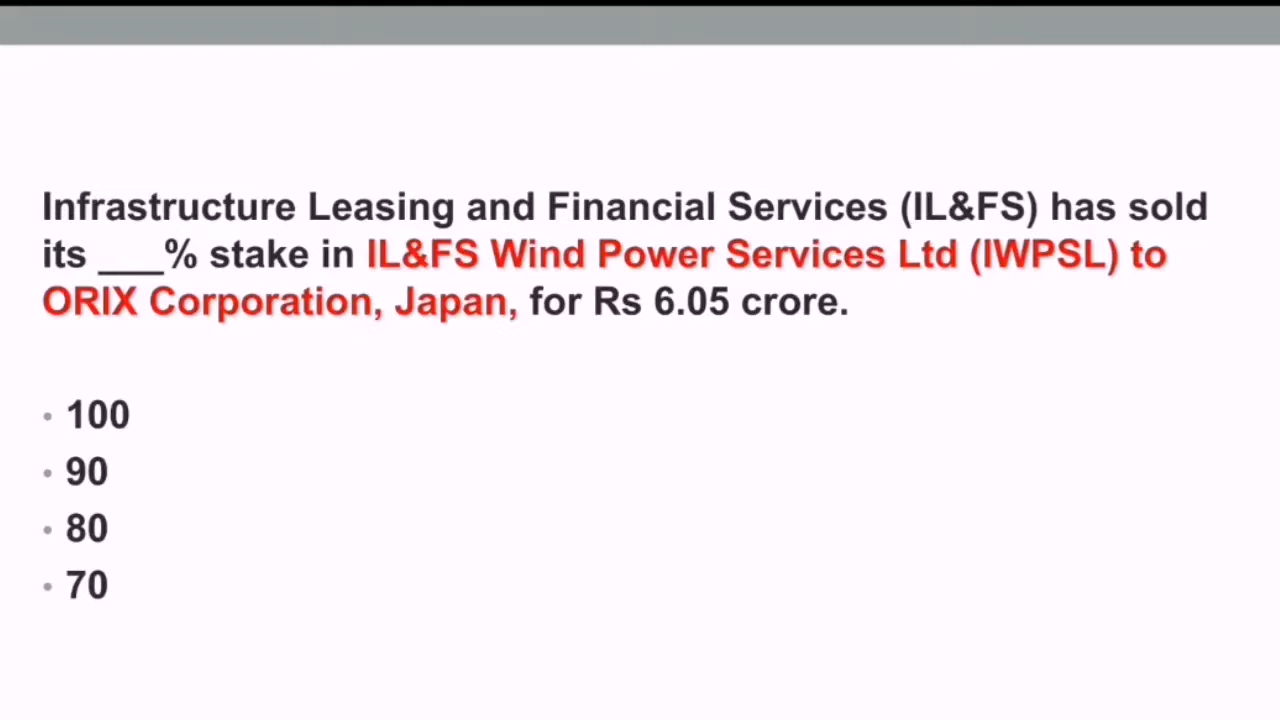 Infrastructure Leasing and Financial Services (IL&FS) has sold
its ___% stake in IL&FS Wind Power Services Ltd (IWPSL) to
ORIX Corporation, Japan, for Rs 6.05 crore.
• 100
• 90
• 80
• 70